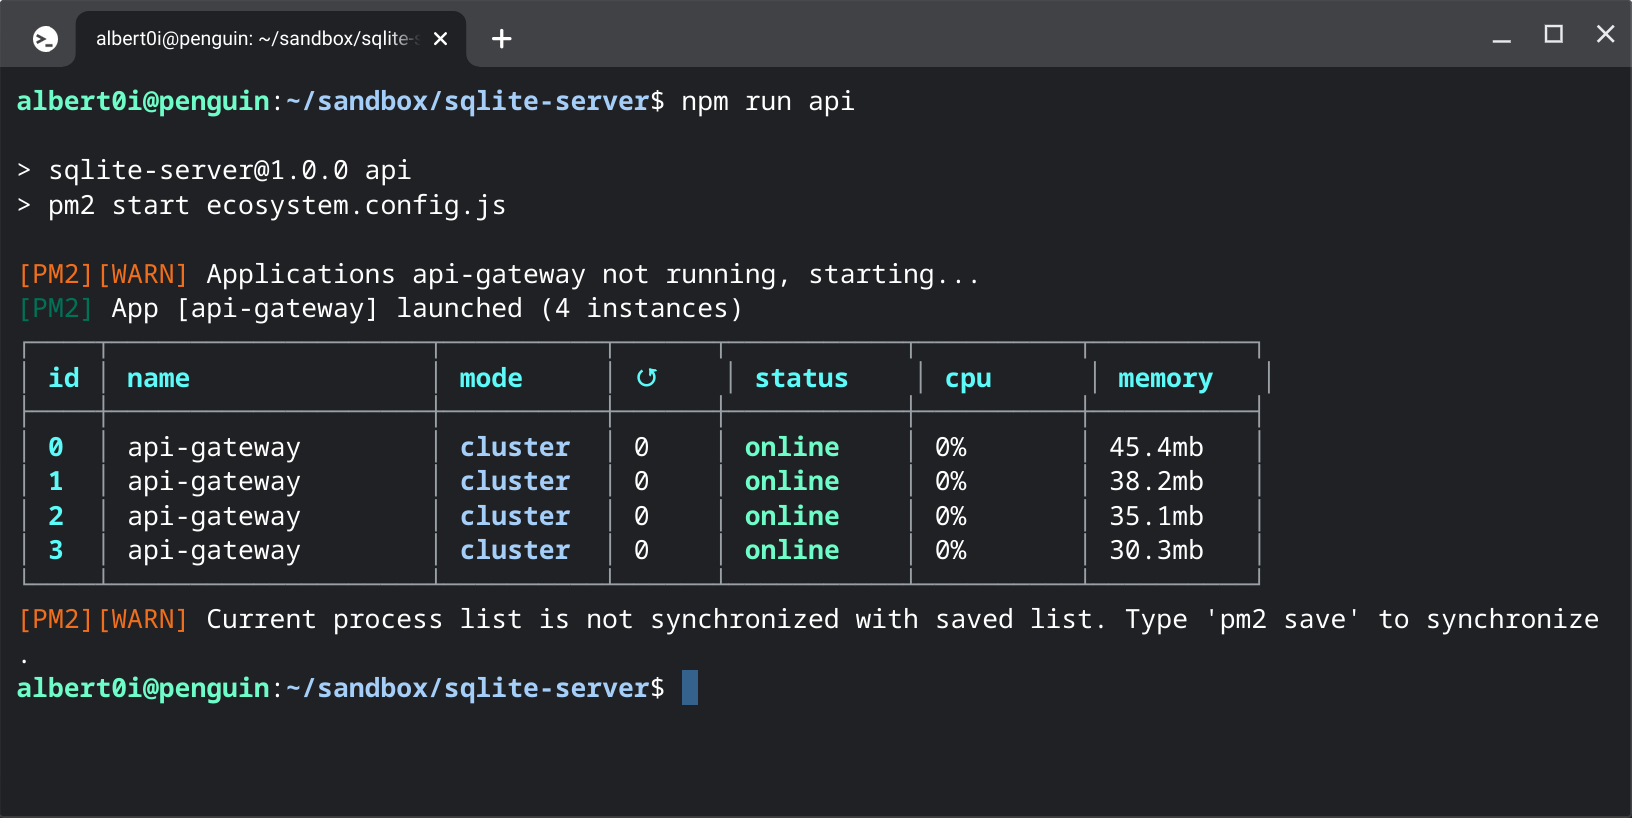 albert0i@penguin: ~/sandbox/sqlite-
albert0i@penguin:~/sandbox/sqlite-server$ npm run api
> sqlite-server@1.0.0 api
> pm2 start ecosystem.config.js
[PM2][WARN] Applications api-gateway not running, starting...
[PM2] App [api-gateway] launched (4 instances)
│ id │ name │ mode │ ↺ │ status │ cpu │ memory │
│ 0 │ api-gateway │ cluster │ 0 │ online │ 0% │ 45.4mb │
│ 1 │ api-gateway │ cluster │ 0 │ online │ 0% │ 38.2mb │
│ 2 │ api-gateway │ cluster │ 0 │ online │ 0% │ 35.1mb │
│ 3 │ api-gateway │ cluster │ 0 │ online │ 0% │ 30.3mb │
[PM2][WARN] Current process list is not synchronized with saved list. Type 'pm2 save' to synchronize
.
albert0i@penguin:~/sandbox/sqlite-server$